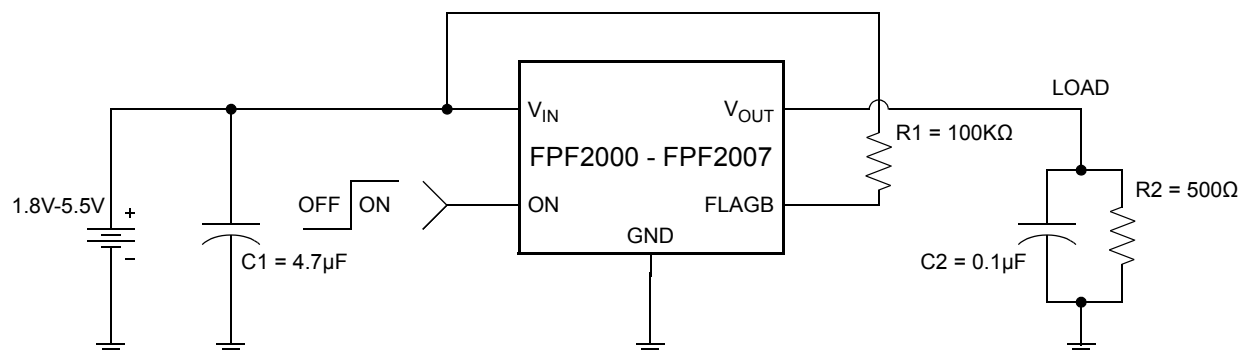 LOAD
V_IN
V_OUT
R1 = 100KΩ
FPF2000 - FPF2007
1.8V-5.5V
+
−
OFF
ON
ON
FLAGB
R2 = 500Ω
GND
C1 = 4.7µF
C2 = 0.1µF